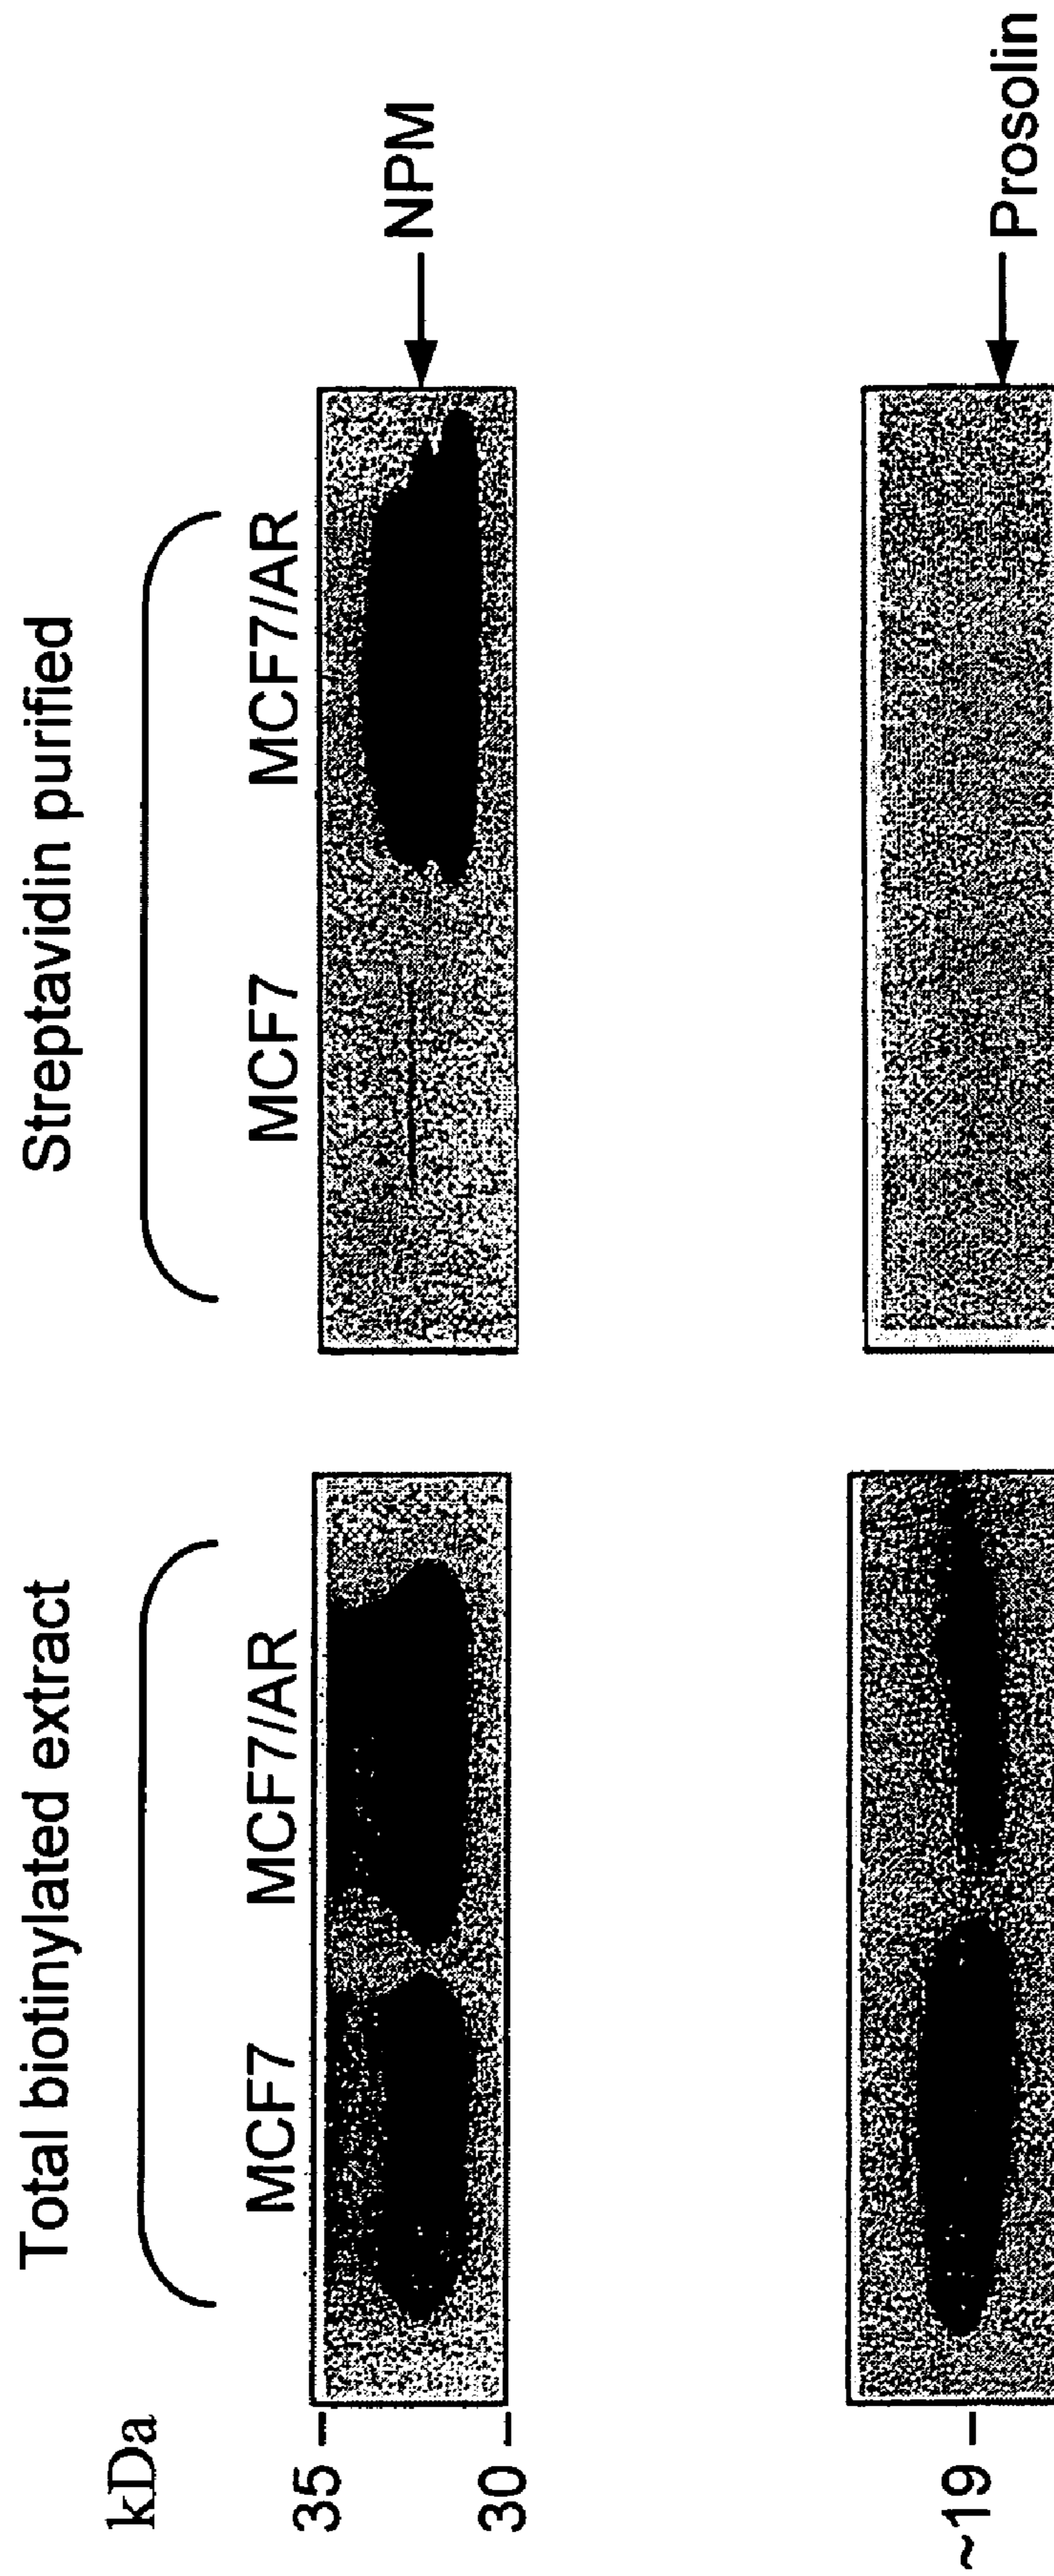 Total biotinylated extract
Streptavidin purified
kDa
MCF7
MCF7/AR
MCF7
MCF7/AR
35
30
NPM
~19
Prosolin